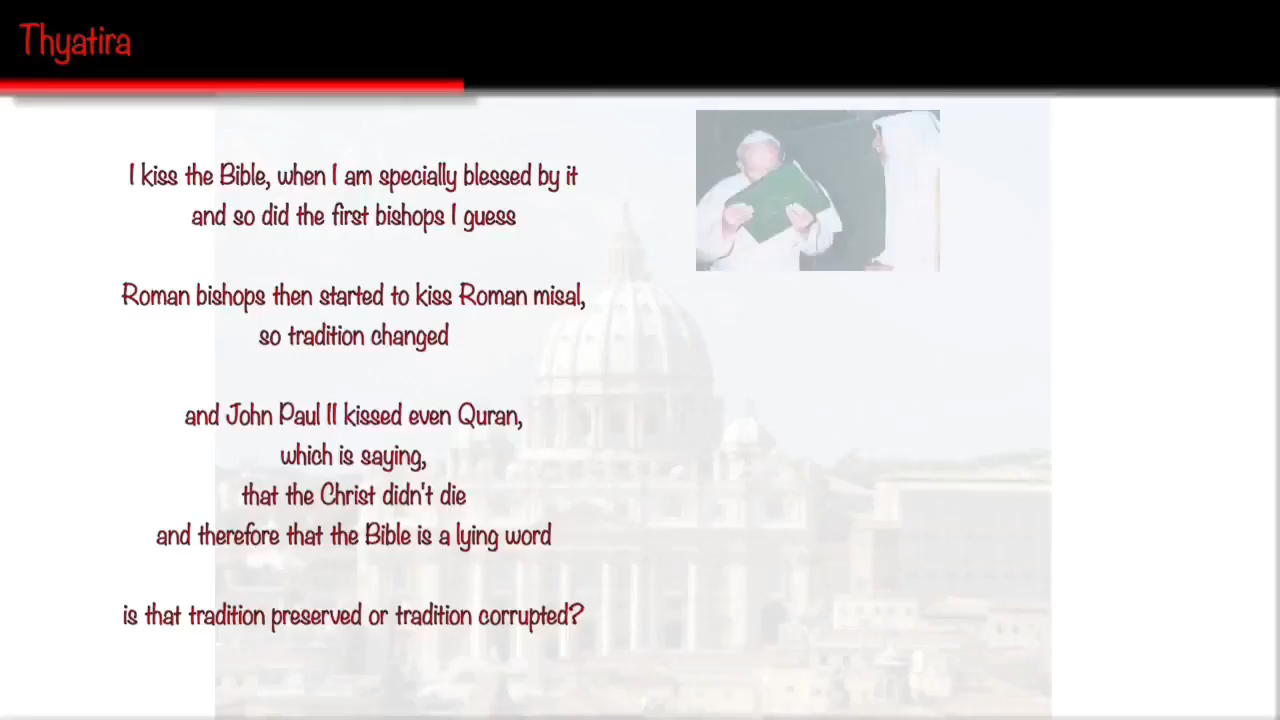 Thyatira
I kiss the Bible, when I am specially blessed by it
and so did the first bishops I guess
Roman bishops then started to kiss Roman misal,
so tradition changed
and John Paul II kissed even Quran,
which is saying,
that the Christ didn't die
and therefore that the Bible is a lying word
is that tradition preserved or tradition corrupted?